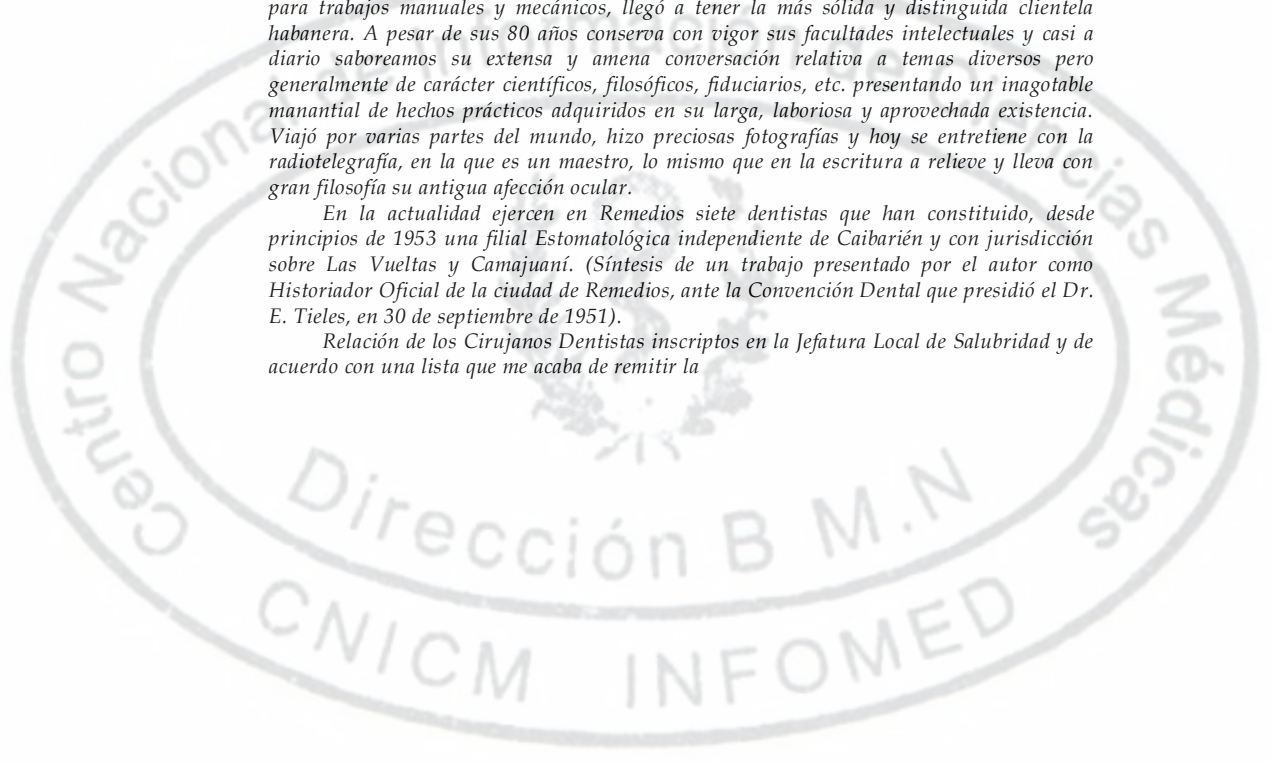 para trabajos manuales y mecánicos, llegó a tener la más sólida y distinguida clientela
habanera. A pesar de sus 80 años conserva con vigor sus facultades intelectuales y casi a
diario saboreamos su extensa y amena conversación relativa a temas diversos pero
generalmente de carácter científicos, filosóficos, fiduciarios, etc. presentando un inagotable
manantial de hechos prácticos adquiridos en su larga, laboriosa y aprovechada existencia.
Viajó por varias partes del mundo, hizo preciosas fotografías y hoy se entretiene con la
radiotelegrafía, en la que es un maestro, lo mismo que en la escritura a relieve y lleva con
gran filosofía su antigua afección ocular.
En la actualidad ejercen en Remedios siete dentistas que han constituido, desde
principios de 1953 una filial Estomatológica independiente de Caibarién y con jurisdicción
sobre Las Vueltas y Camajuaní. (Síntesis de un trabajo presentado por el autor como
Historiador Oficial de la ciudad de Remedios, ante la Convención Dental que presidió el Dr.
E. Tieles, en 30 de septiembre de 1951).
Relación de los Cirujanos Dentistas inscriptos en la Jefatura Local de Salubridad y de
acuerdo con una lista que me acaba de remitir la
Centro Nacional de Información de Ciencias Médicas
Dirección B M.N
CNICM INFOMED